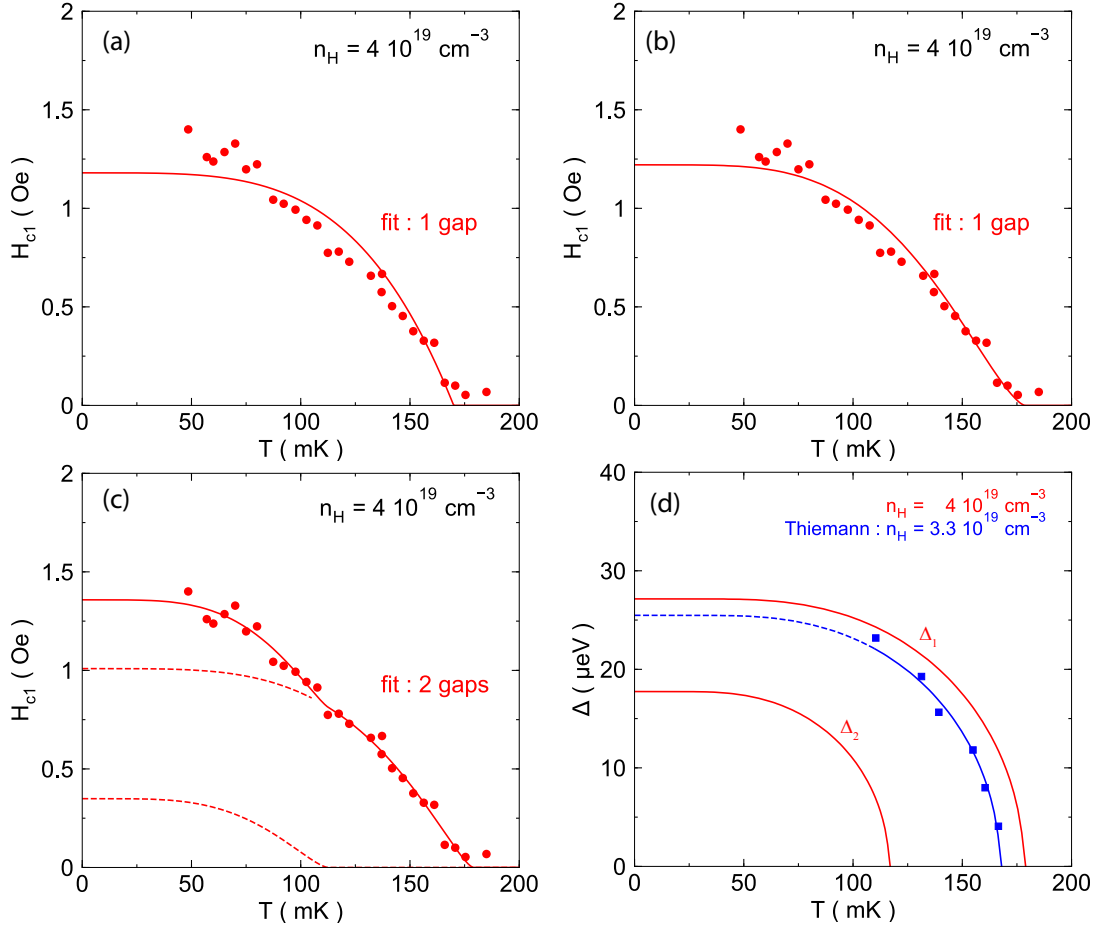 (a)
n_H = 4 10^19 cm^−3
fit : 1 gap
H_c1 ( Oe )
2
1.5
1
0.5
0
0 50 100 150 200
T ( mK )
(b)
n_H = 4 10^19 cm^−3
fit : 1 gap
H_c1 ( Oe )
2
1.5
1
0.5
0
0 50 100 150 200
T ( mK )
(c)
n_H = 4 10^19 cm^−3
fit : 2 gaps
H_c1 ( Oe )
2
1.5
1
0.5
0
0 50 100 150 200
T ( mK )
(d)
n_H = 4 10^19 cm^−3
Thiemann : n_H = 3.3 10^19 cm^−3
Δ_1
Δ_2
Δ ( μeV )
40
30
20
10
0
0 50 100 150 200
T ( mK )